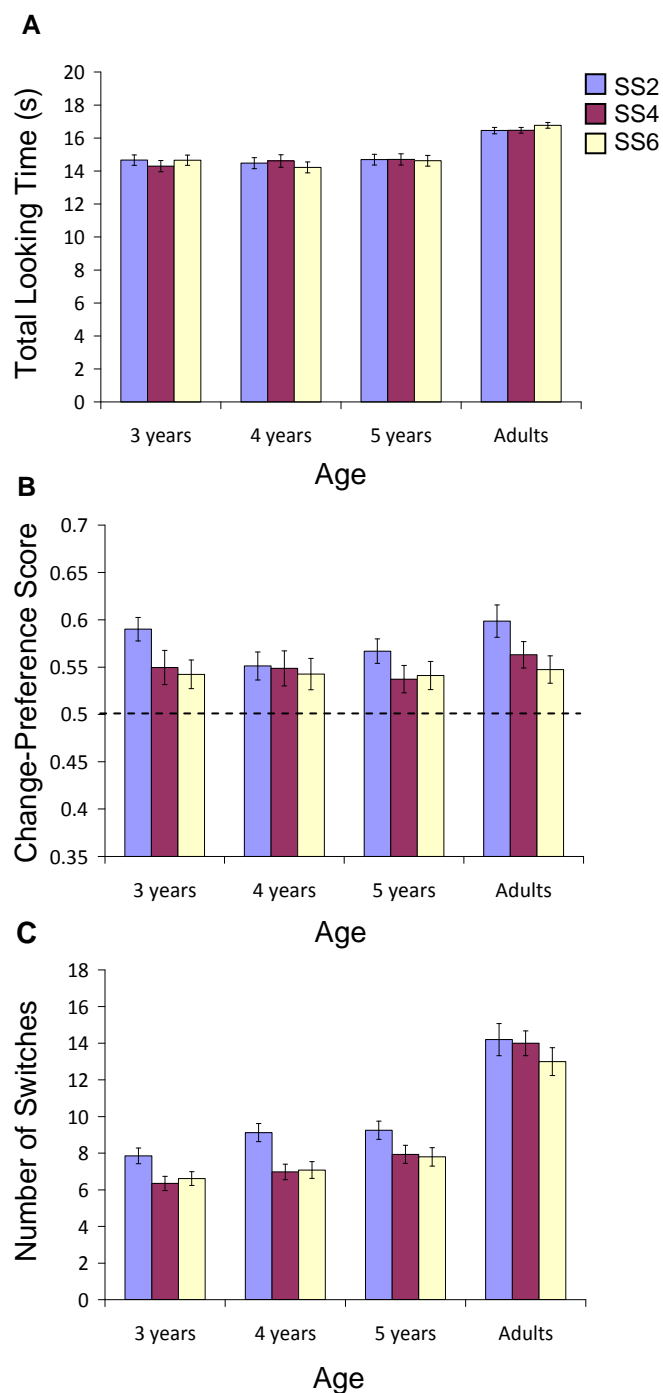 A
Total Looking Time (s)
20
18
16
14
12
10
8
6
4
2
0
SS2
SS4
SS6
3 years 4 years 5 years Adults
Age
B
Change-Preference Score
0.7
0.65
0.6
0.55
0.5
0.45
0.4
0.35
3 years 4 years 5 years Adults
Age
C
Number of Switches
18
16
14
12
10
8
6
4
2
0
3 years 4 years 5 years Adults
Age